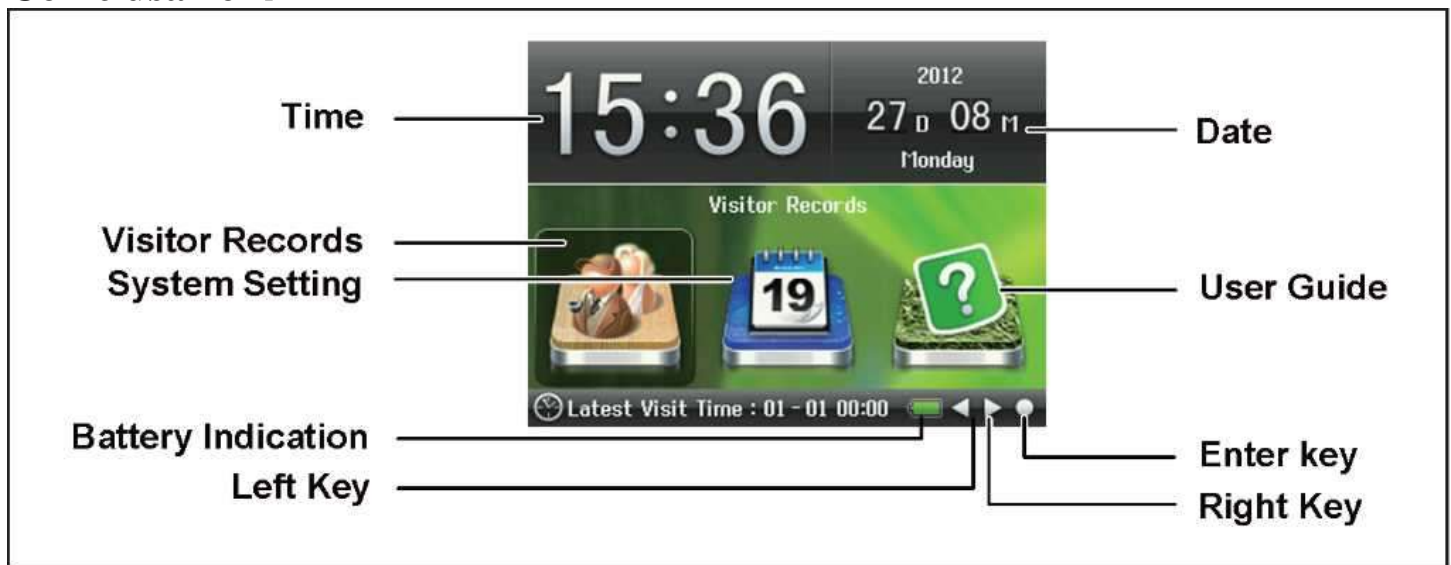 15:36
2012
27 D 08 M
Monday
Time
Date
Visitor Records
Visitor Records
System Setting
19
?
User Guide
Latest Visit Time : 01-01 00:00
Battery Indication
Left Key
Enter key
Right Key